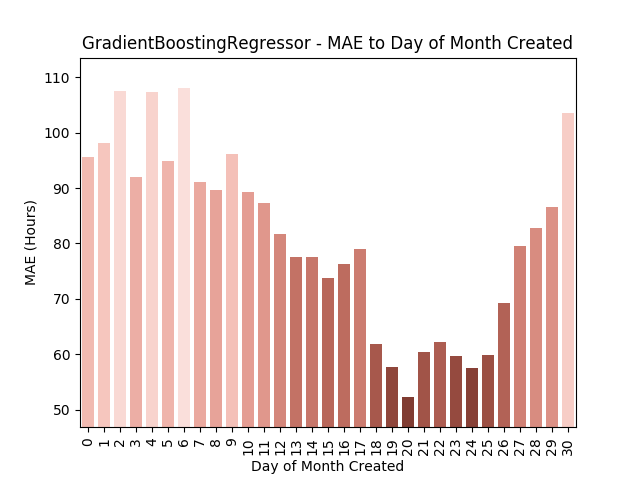 GradientBoostingRegressor - MAE to Day of Month Created
110
100
90
80
70
60
50
MAE (Hours)
0 1 2 3 4 5 6 7 8 9 10 11 12 13 14 15 16 17 18 19 20 21 22 23 24 25 26 27 28 29 30
Day of Month Created